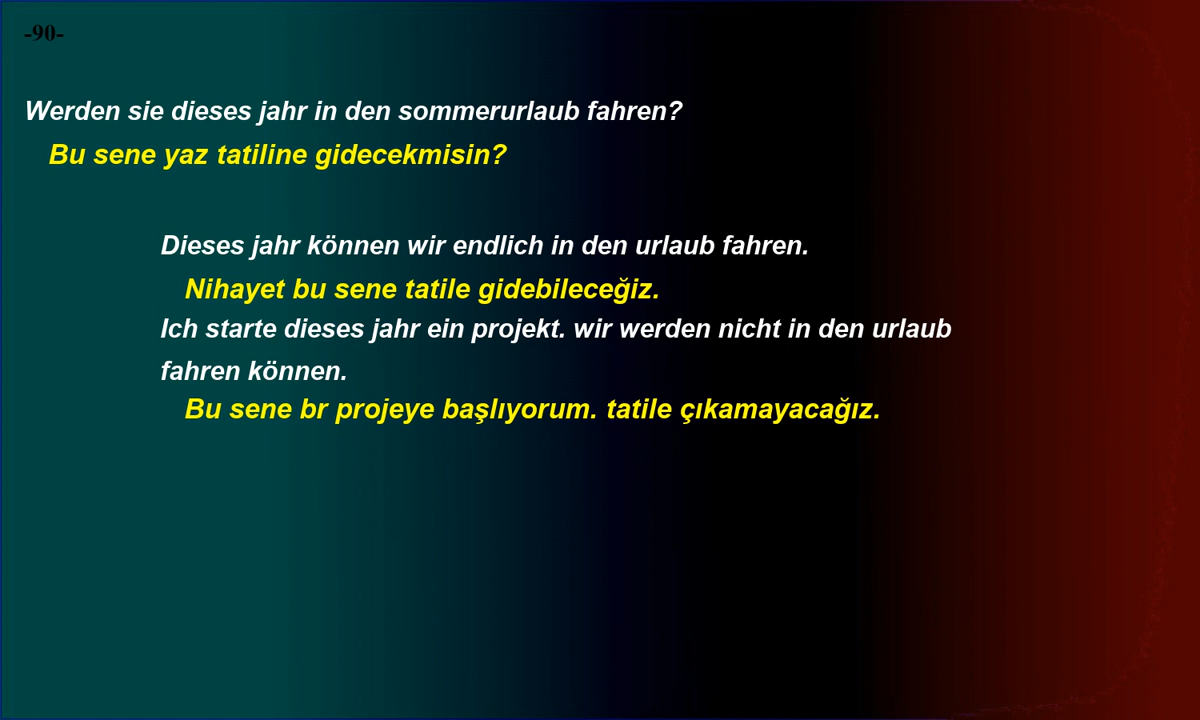 -90-
Werden sie dieses jahr in den sommerurlaub fahren?
Bu sene yaz tatiline gidecekmisin?
Dieses jahr können wir endlich in den urlaub fahren.
Nihayet bu sene tatile gidebileceğiz.
Ich starte dieses jahr ein projekt. wir werden nicht in den urlaub
fahren können.
Bu sene br projeye başlıyorum. tatile çıkamayacağız.